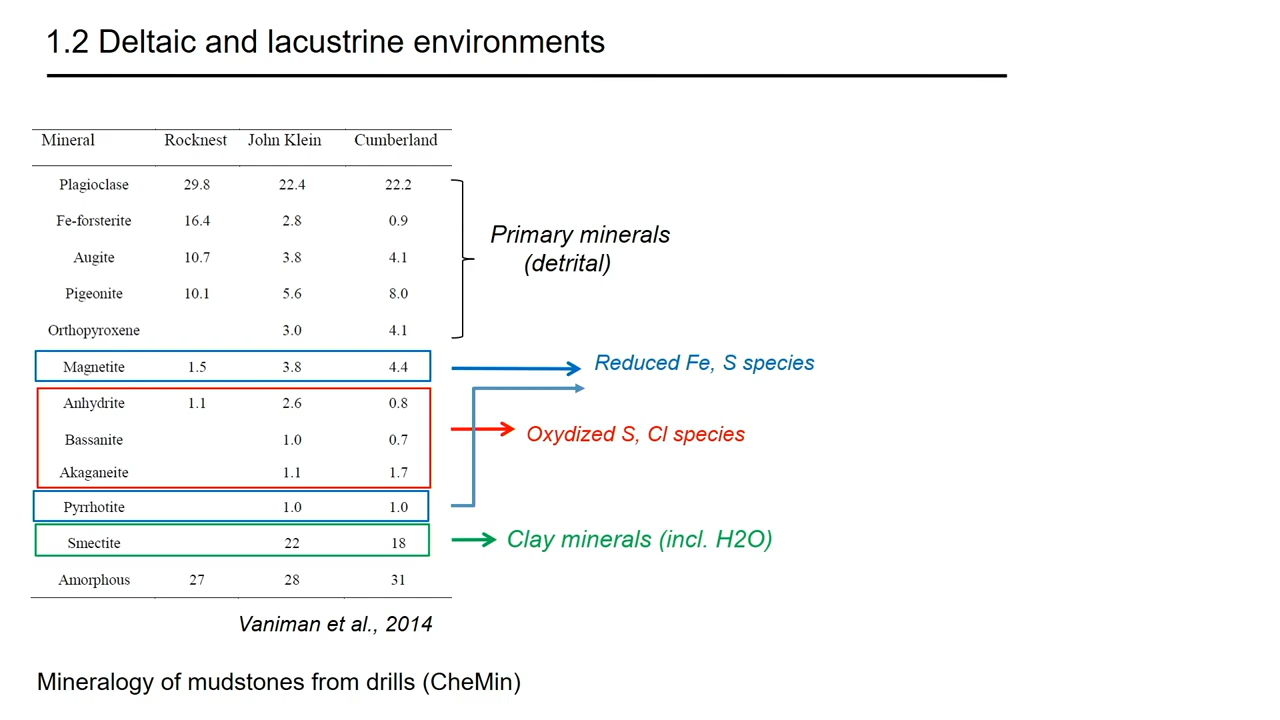 1.2 Deltaic and lacustrine environments
Mineral Rocknest John Klein Cumberland
Plagioclase 29.8 22.4 22.2
Fe-forsterite 16.4 2.8 0.9
Augite 10.7 3.8 4.1
Pigeonite 10.1 5.6 8.0
Orthopyroxene 3.0 4.1
Primary minerals
(detrital)
Magnetite 1.5 3.8 4.4
Reduced Fe, S species
Anhydrite 1.1 2.6 0.8
Bassanite 1.0 0.7
Akaganeite 1.1 1.7
Oxydized S, Cl species
Pyrrhotite 1.0 1.0
Smectite 22 18
Clay minerals (incl. H2O)
Amorphous 27 28 31
Vaniman et al., 2014
Mineralogy of mudstones from drills (CheMin)